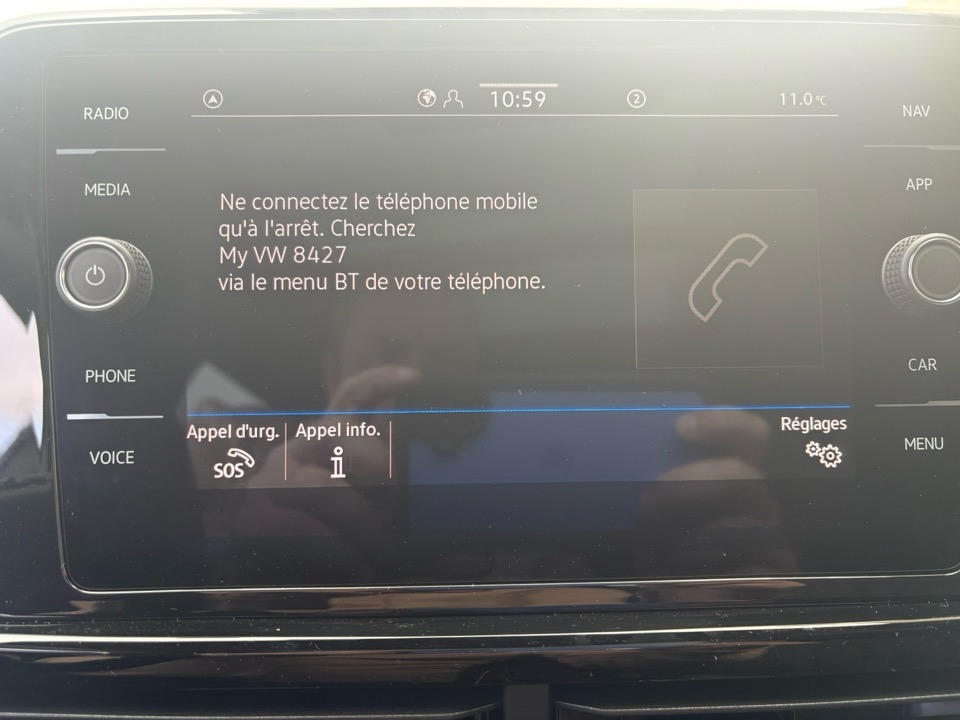 RADIO
10:59
2
11.0°C
NAV
MEDIA
APP
Ne connectez le téléphone mobile
qu'à l'arrêt. Cherchez
My VW 8427
via le menu BT de votre téléphone.
PHONE
CAR
Appel d'urg.
Appel info.
Réglages
SOS
VOICE
MENU